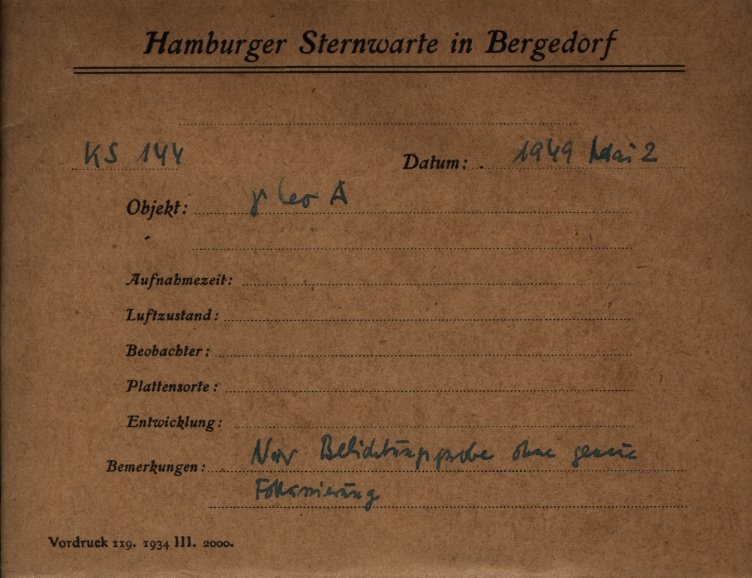 Hamburger Sternwarte in Bergedorf
KS 144 Datum: 1949 Mai 2
Objekt: γ Leo A
Aufnahmezeit:
Luftzustand:
Beobachter:
Plattensorte:
Entwicklung:
Bemerkungen: Nur Belichtungsprobe ohne genaue
Fokussierung
Vordruck 119. 1934 III. 2000.